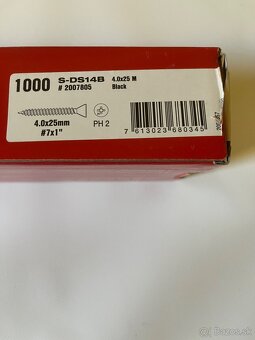 1000 S-DS14B 4.0x25 M
# 2007805 Black
4.0x25mm
#7x1"
PH 2
7 613023 680345
Bazos.sk